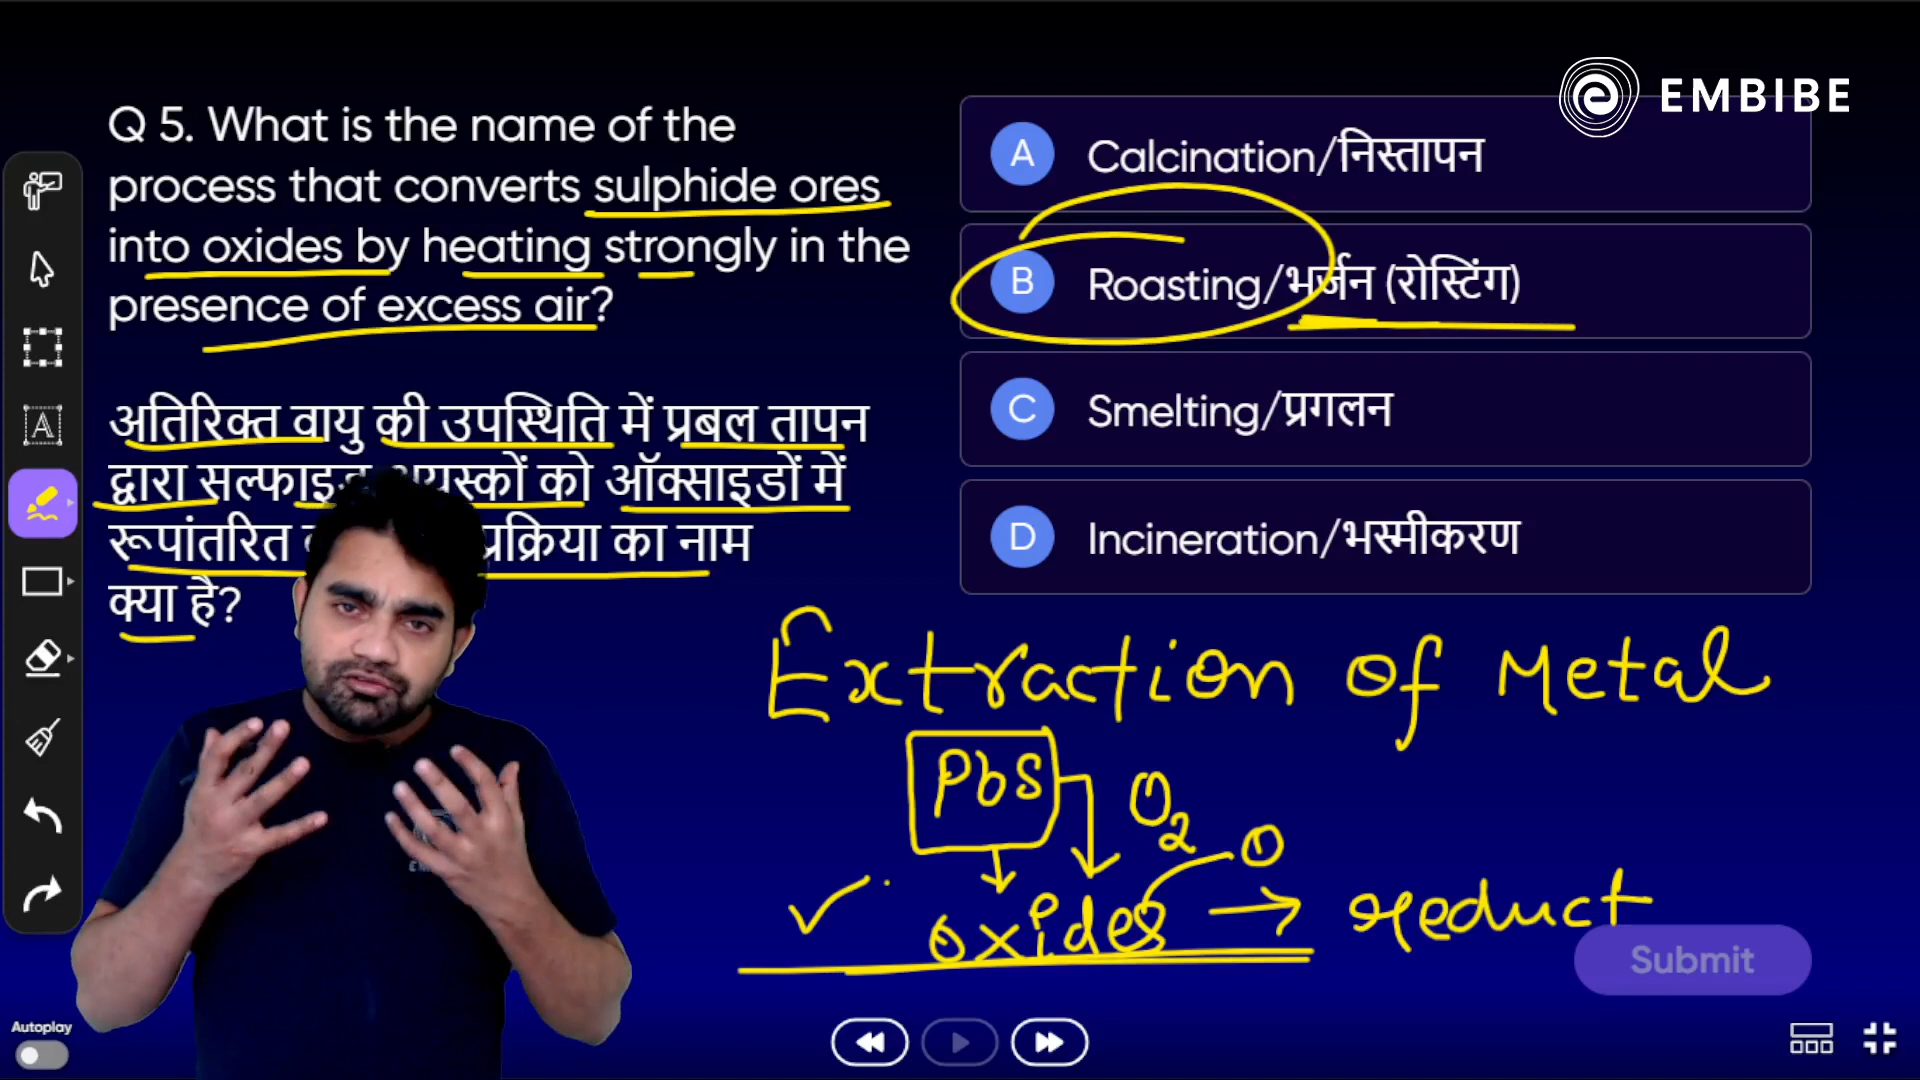 EMBIBE
Q 5. What is the name of the
process that converts sulphide ores
into oxides by heating strongly in the
presence of excess air?
अतिरिक्त वायु की उपस्थिति में प्रबल तापन
द्वारा सल्फाइड अयस्कों को ऑक्साइडों में
रूपांतरित प्रक्रिया का नाम
क्या है?
A Calcination/निस्तापन
B Roasting/भर्जन (रोस्टिंग)
C Smelting/प्रगलन
D Incineration/भस्मीकरण
Extraction of Metal
PbS O2
oxides → reduct
Submit
Autoplay